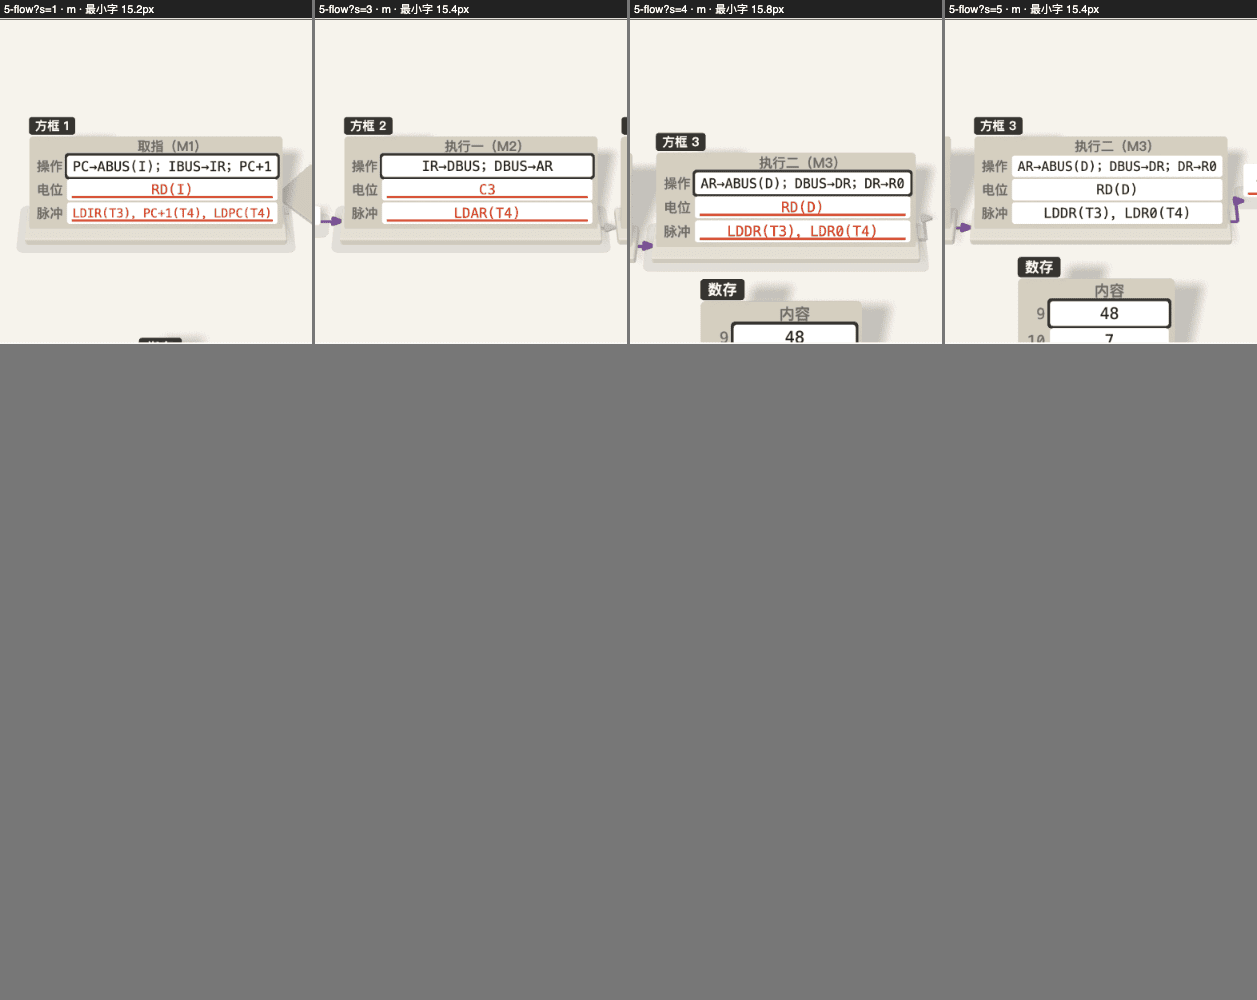 5-flow?s=1 · m · 最小字 15.2px
方框 1
取指（M1）
操作 PC→ABUS(I); IBUS→IR; PC+1
电位 RD(I)
脉冲 LDIR(T3), PC+1(T4), LDPC(T4)
5-flow?s=3 · m · 最小字 15.4px
方框 2
执行一（M2）
操作 IR→DBUS; DBUS→AR
电位 C3
脉冲 LDAR(T4)
5-flow?s=4 · m · 最小字 15.8px
方框 3
执行二（M3）
操作 AR→ABUS(D); DBUS→DR; DR→R0
电位 RD(D)
脉冲 LDDR(T3), LDR0(T4)
数存
内容
9 48
5-flow?s=5 · m · 最小字 15.4px
方框 3
执行二（M3）
操作 AR→ABUS(D); DBUS→DR; DR→R0
电位 RD(D)
脉冲 LDDR(T3), LDR0(T4)
数存
内容
9 48
10 7